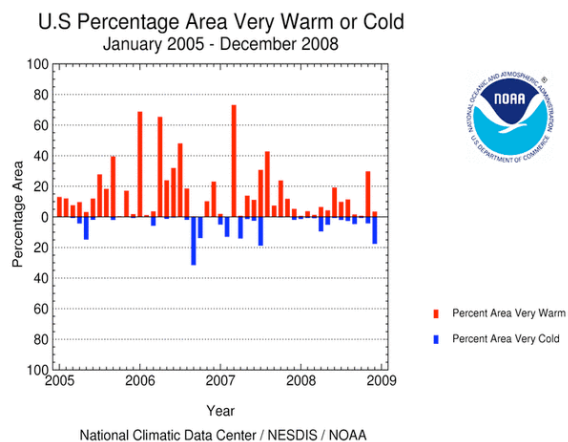 U.S Percentage Area Very Warm or Cold
January 2005 - December 2008
100
80
60
40
20
0
20
40
60
80
100
Percentage Area
2005 2006 2007 2008 2009
Year
National Climatic Data Center / NESDIS / NOAA
NATIONAL OCEANIC AND ATMOSPHERIC ADMINISTRATION
®
NOAA
U.S. DEPARTMENT OF COMMERCE
Percent Area Very Warm
Percent Area Very Cold